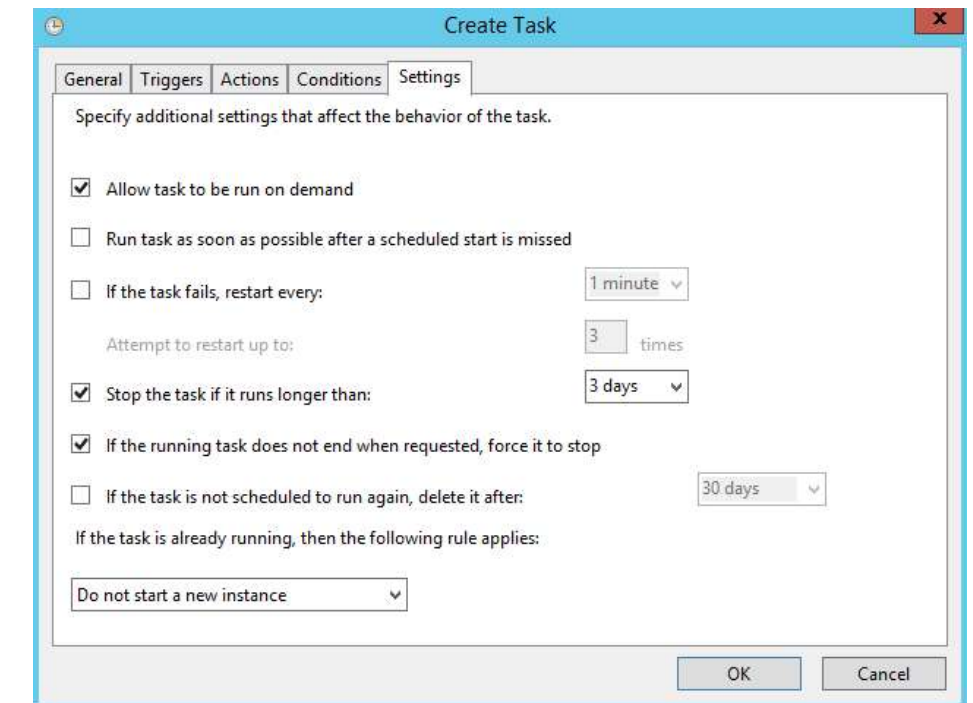 Create Task
x
General Triggers Actions Conditions Settings
Specify additional settings that affect the behavior of the task.
Allow task to be run on demand
Run task as soon as possible after a scheduled start is missed
If the task fails, restart every: 1 minute
Attempt to restart up to: 3 times
Stop the task if it runs longer than: 3 days
If the running task does not end when requested, force it to stop
If the task is not scheduled to run again, delete it after: 30 days
If the task is already running, then the following rule applies:
Do not start a new instance
OK Cancel